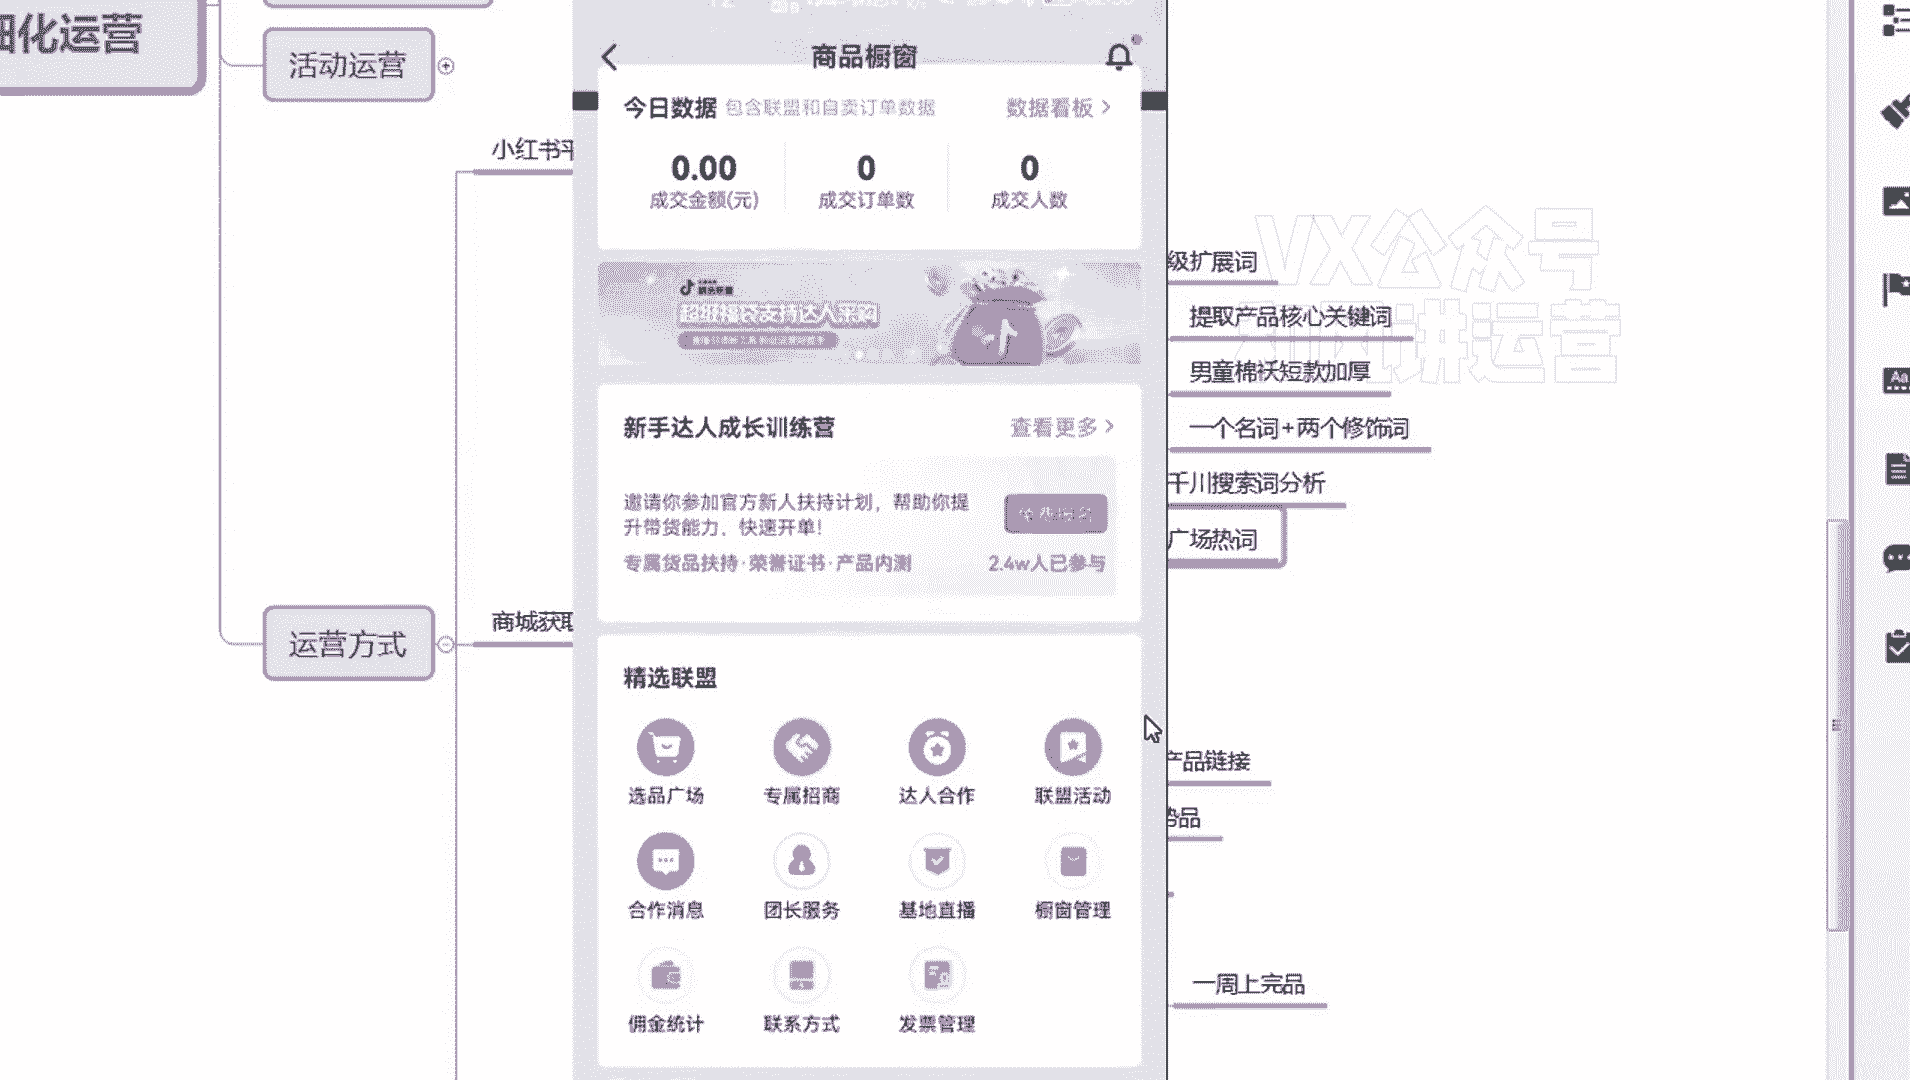 细化运营
活动运营
运营方式
小红书
商城获取
商品橱窗
今日数据 包含联盟和自卖订单数据 数据看板
0.00 0 0
成交金额(元) 成交订单数 成交人数
超级福袋支持达人采购
新手达人成长训练营 查看更多
邀请你参加官方新人扶持计划，帮助你提
升带货能力，快速开单！
专属货品扶持·荣誉证书·产品内测 2.4w人已参与
精选联盟
选品广场 专属招商 达人合作 联盟活动
合作消息 团长服务 基地直播 橱窗管理
佣金统计 联系方式 发票管理
级扩展词
提取产品核心关键词
男童棉袄短款加厚
一个名词+两个修饰词
千川搜索词分析
广场热词
产品链接
势品
一周上完品
VX公众号
讲运营
Aa